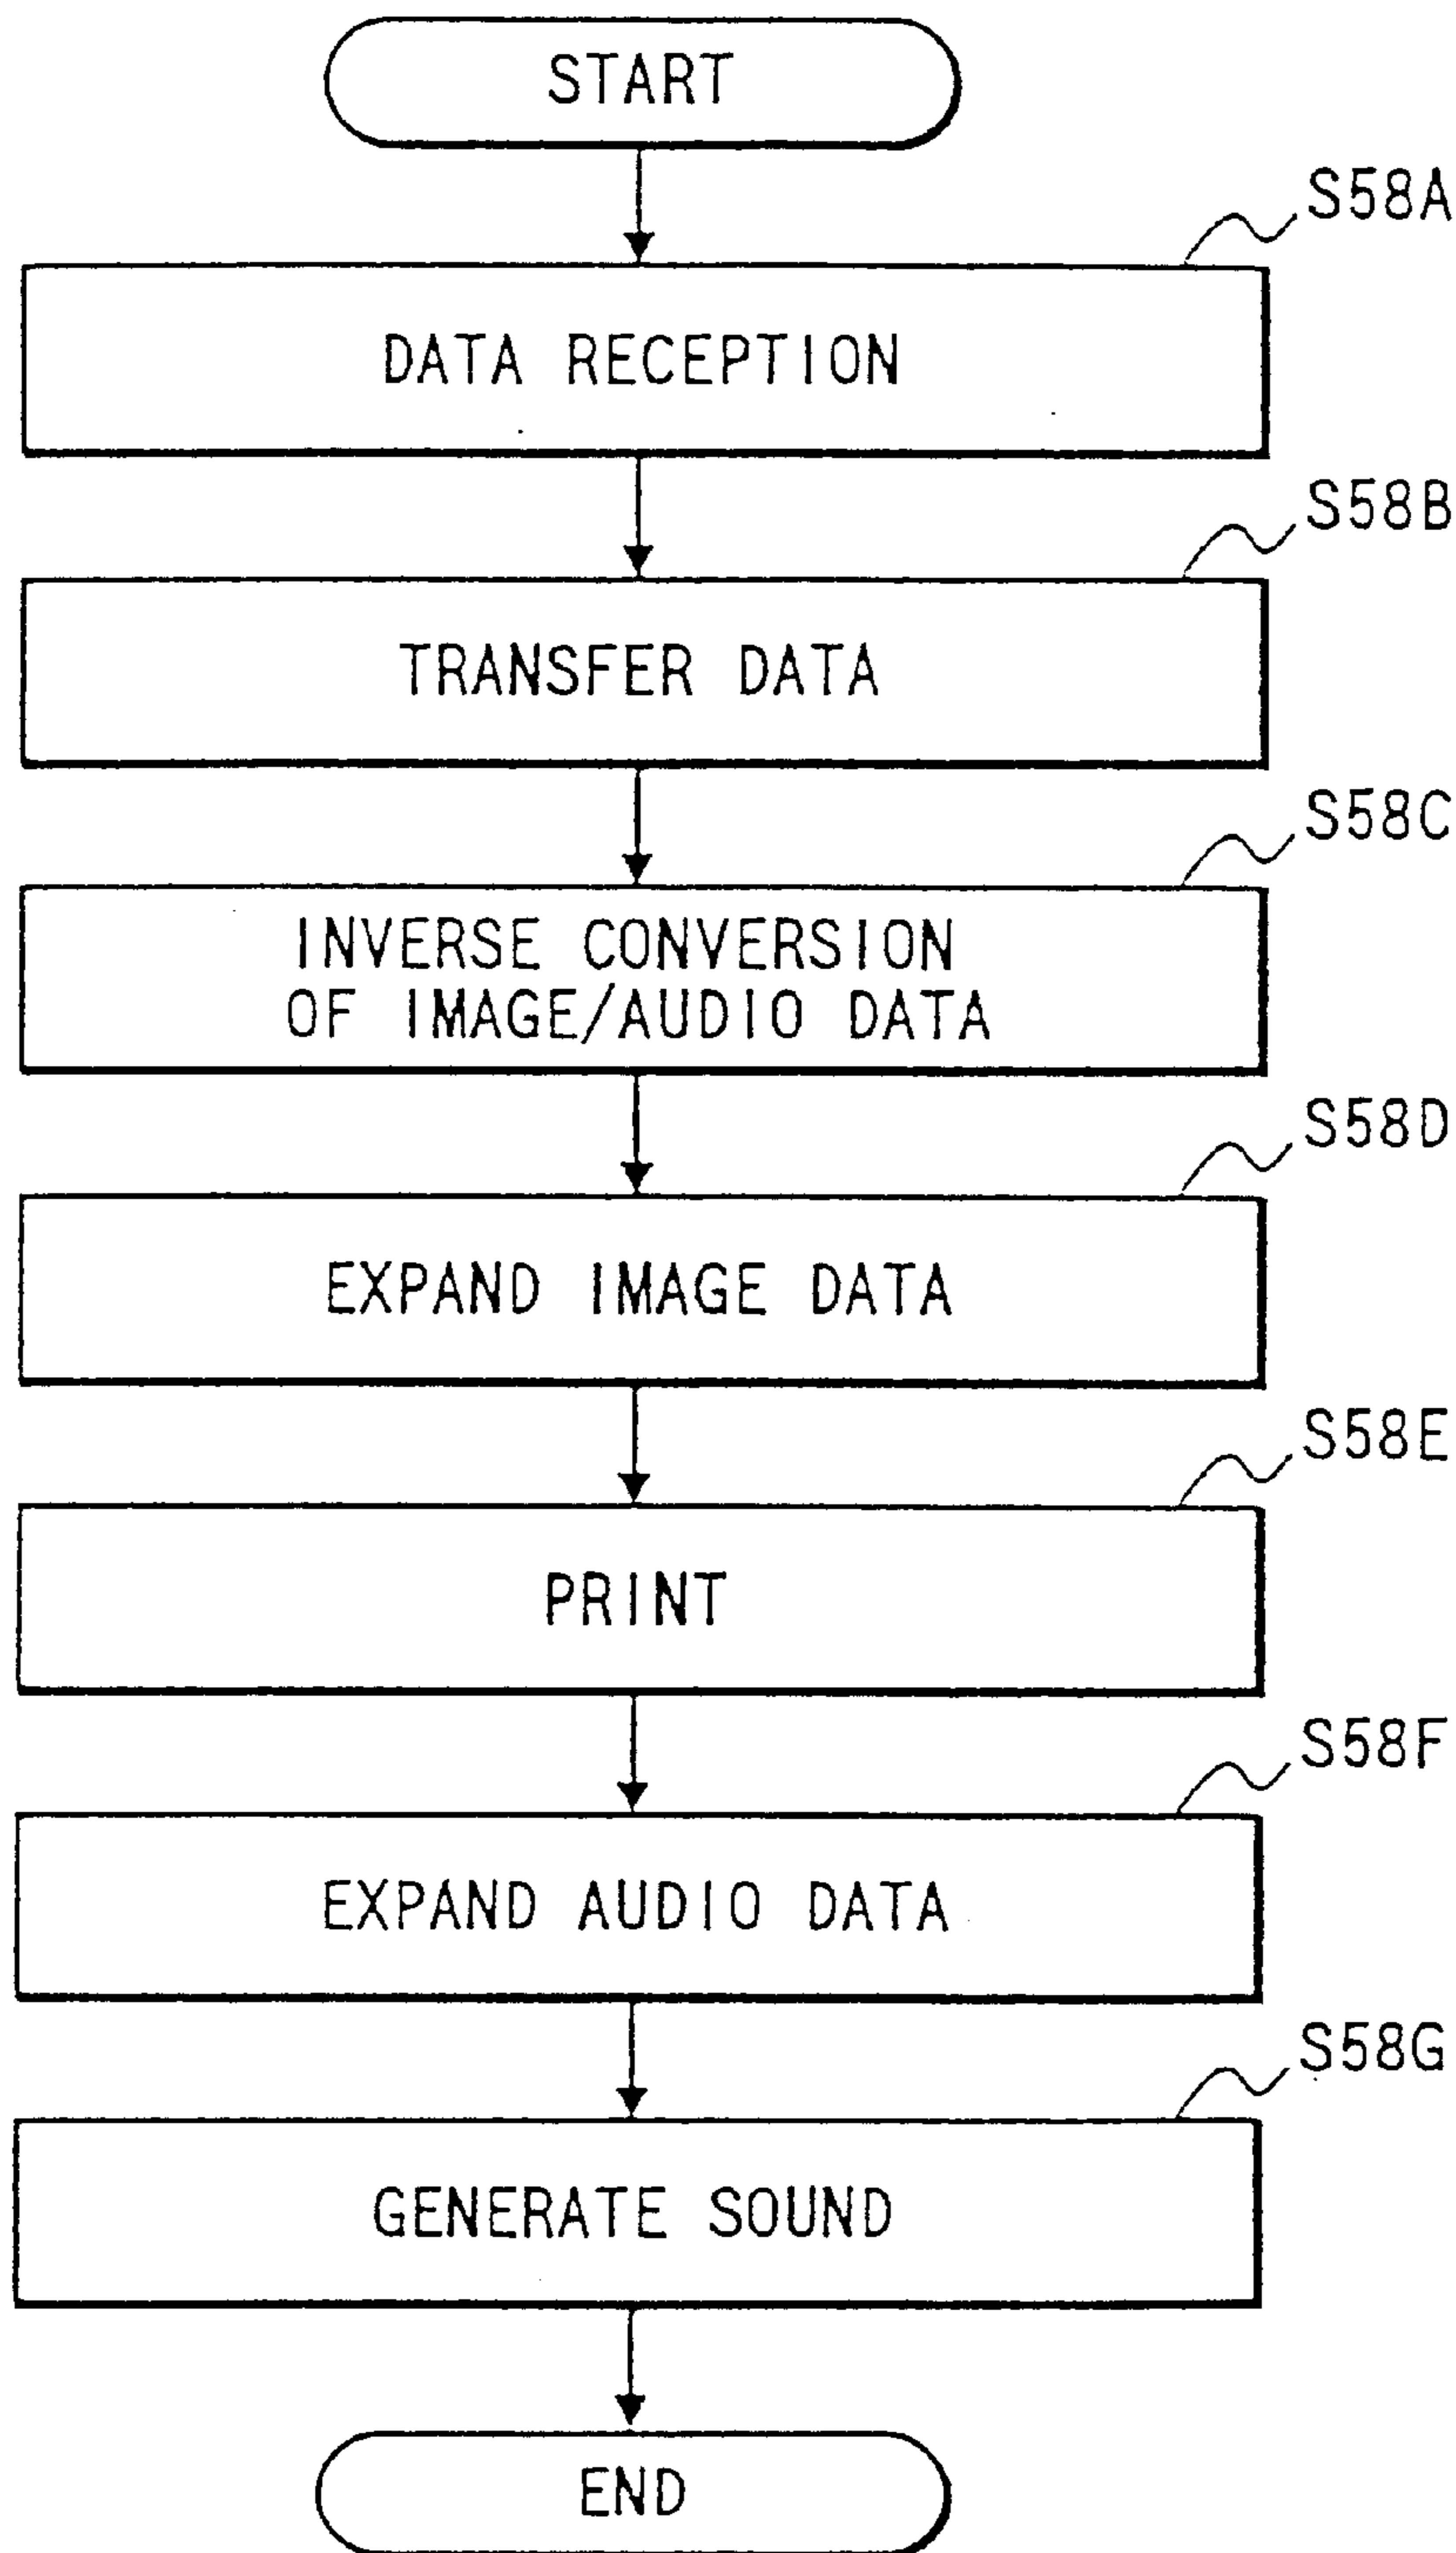 START
S58A
DATA RECEPTION
S58B
TRANSFER DATA
S58C
INVERSE CONVERSION
OF IMAGE/AUDIO DATA
S58D
EXPAND IMAGE DATA
S58E
PRINT
S58F
EXPAND AUDIO DATA
S58G
GENERATE SOUND
END